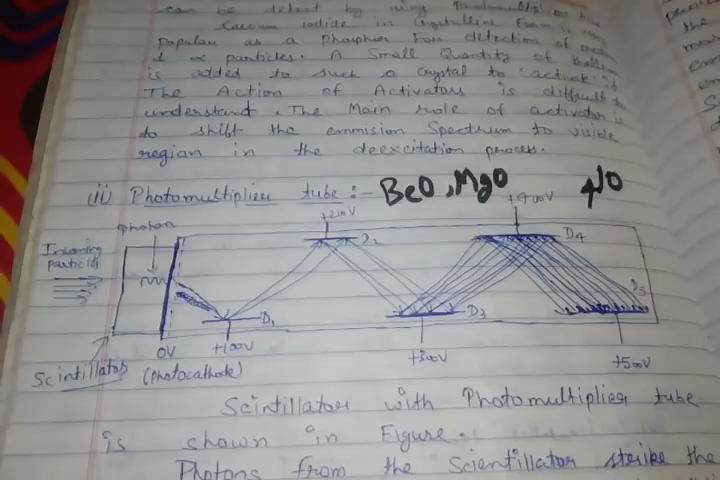 can be detect by using Photomultiplier tube
iodide in Crystalline Form is
Popular as a Phosphor For detection of
& α particles. A Small Quantity of
is added to such a crystal to 'activate' it
The Action of Activators is difficult to
understand. The Main role of activator is
to shift the emmision Spectrum to visible
region in the deexcitation process.
(ii) Photomultiplier tube :- BeO, MgO
+400V
+200V
photon
D2
D4
Incoming
particles
D5
D1
D3
0V
+100V
+300V
+500V
Scintillator
(Photocathode)
Scintillator with Photomultiplier tube
is shown in Figure.
Photons from the Scientillator strike the